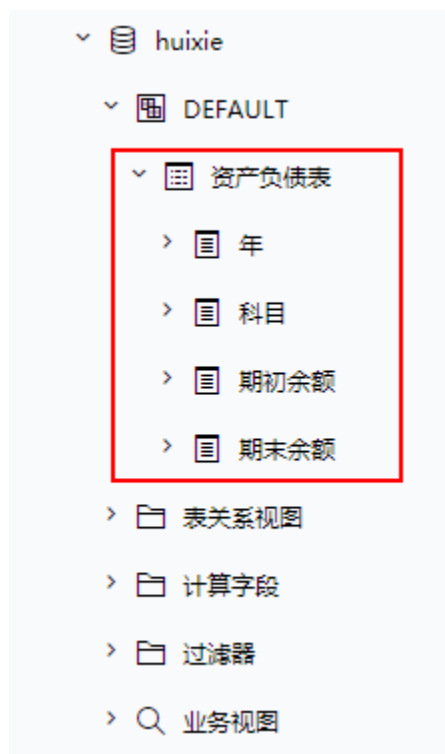 huixie
DEFAULT
资产负债表
年
科目
期初余额
期末余额
表关系视图
计算字段
过滤器
业务视图